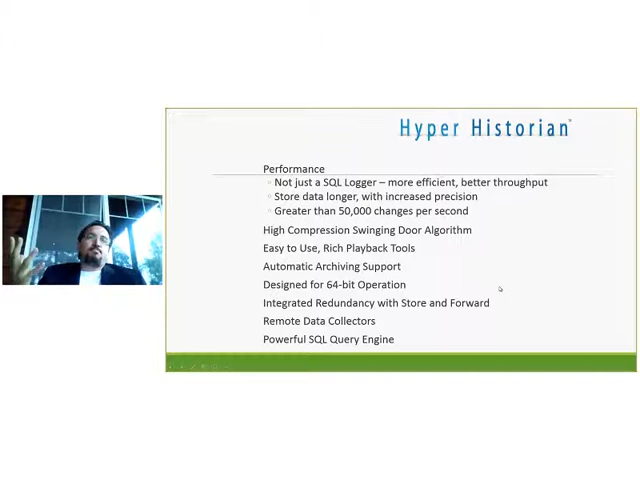 Hyper Historian
Performance
Not just a SQL Logger – more efficient, better throughput
Store data longer, with increased precision
Greater than 50,000 changes per second
High Compression Swinging Door Algorithm
Easy to Use, Rich Playback Tools
Automatic Archiving Support
Designed for 64-bit Operation
Integrated Redundancy with Store and Forward
Remote Data Collectors
Powerful SQL Query Engine